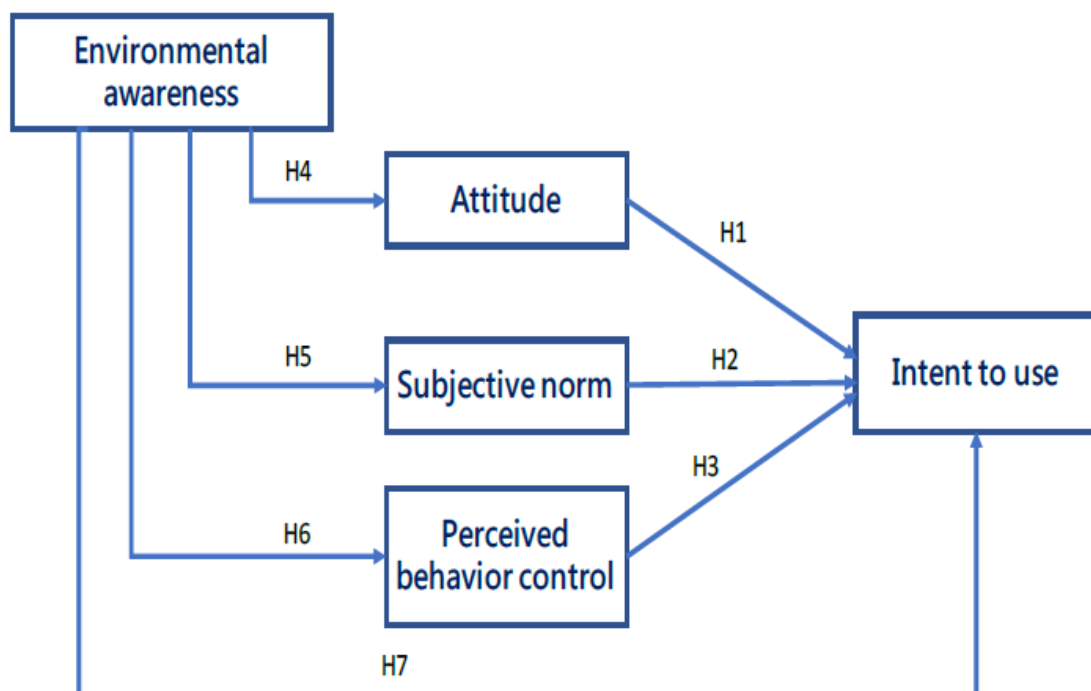 Environmental
awareness
H4
Attitude
H1
H5
Subjective norm
H2
Intent to use
H3
H6
Perceived
behavior control
H7